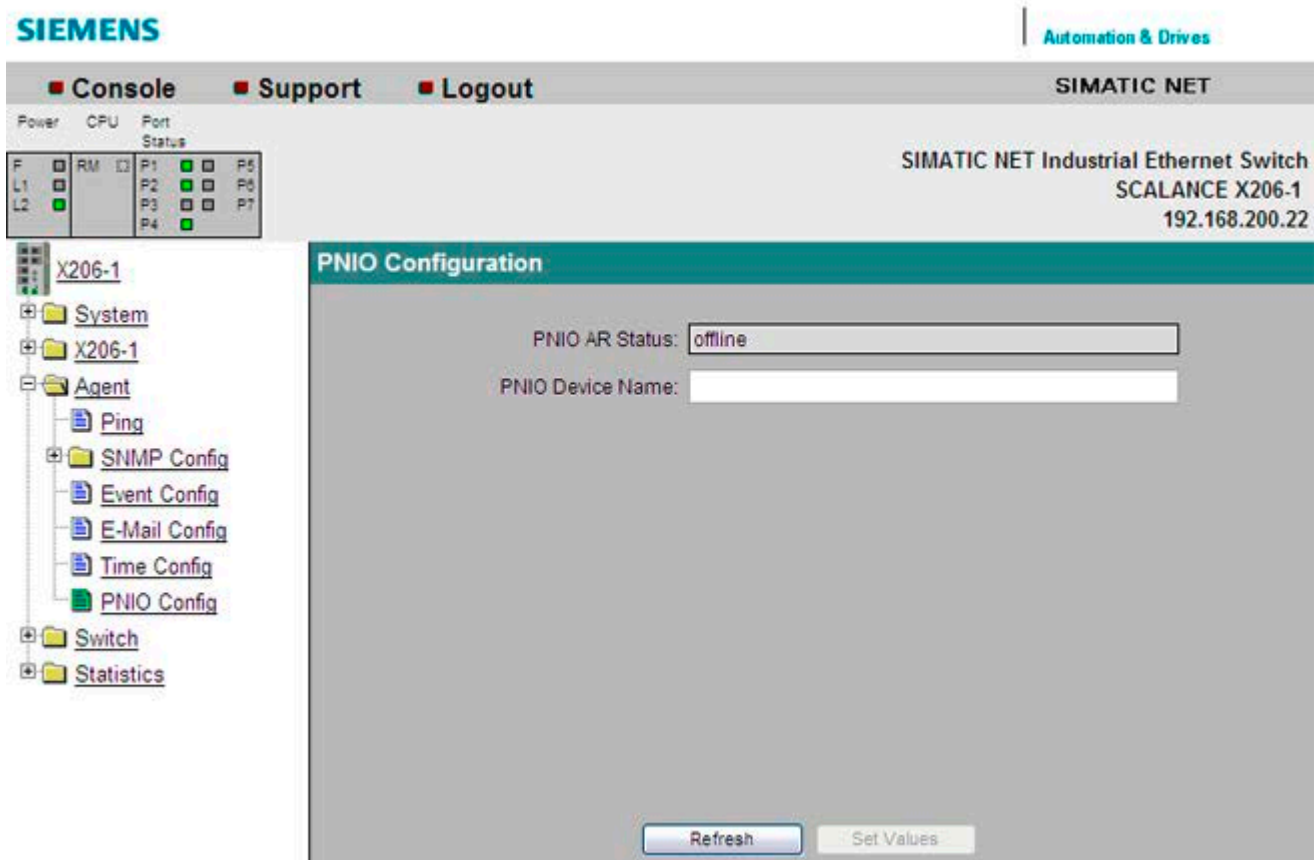 SIEMENS
Automation & Drives
Console Support Logout SIMATIC NET
Power CPU Port Status
F RM P1 P5
L1 P2 P6
L2 P3 P7
P4
SIMATIC NET Industrial Ethernet Switch
SCALANCE X206-1
192.168.200.22
X206-1
System
X206-1
Agent
Ping
SNMP Config
Event Config
E-Mail Config
Time Config
PNIO Config
Switch
Statistics
PNIO Configuration
PNIO AR Status: offline
PNIO Device Name:
Refresh Set Values